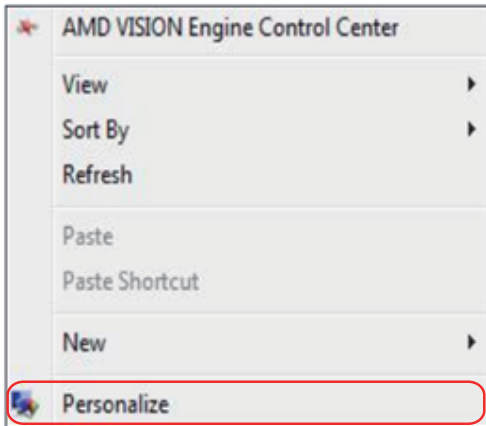 AMD VISION Engine Control Center
View
Sort By
Refresh
Paste
Paste Shortcut
New
Personalize